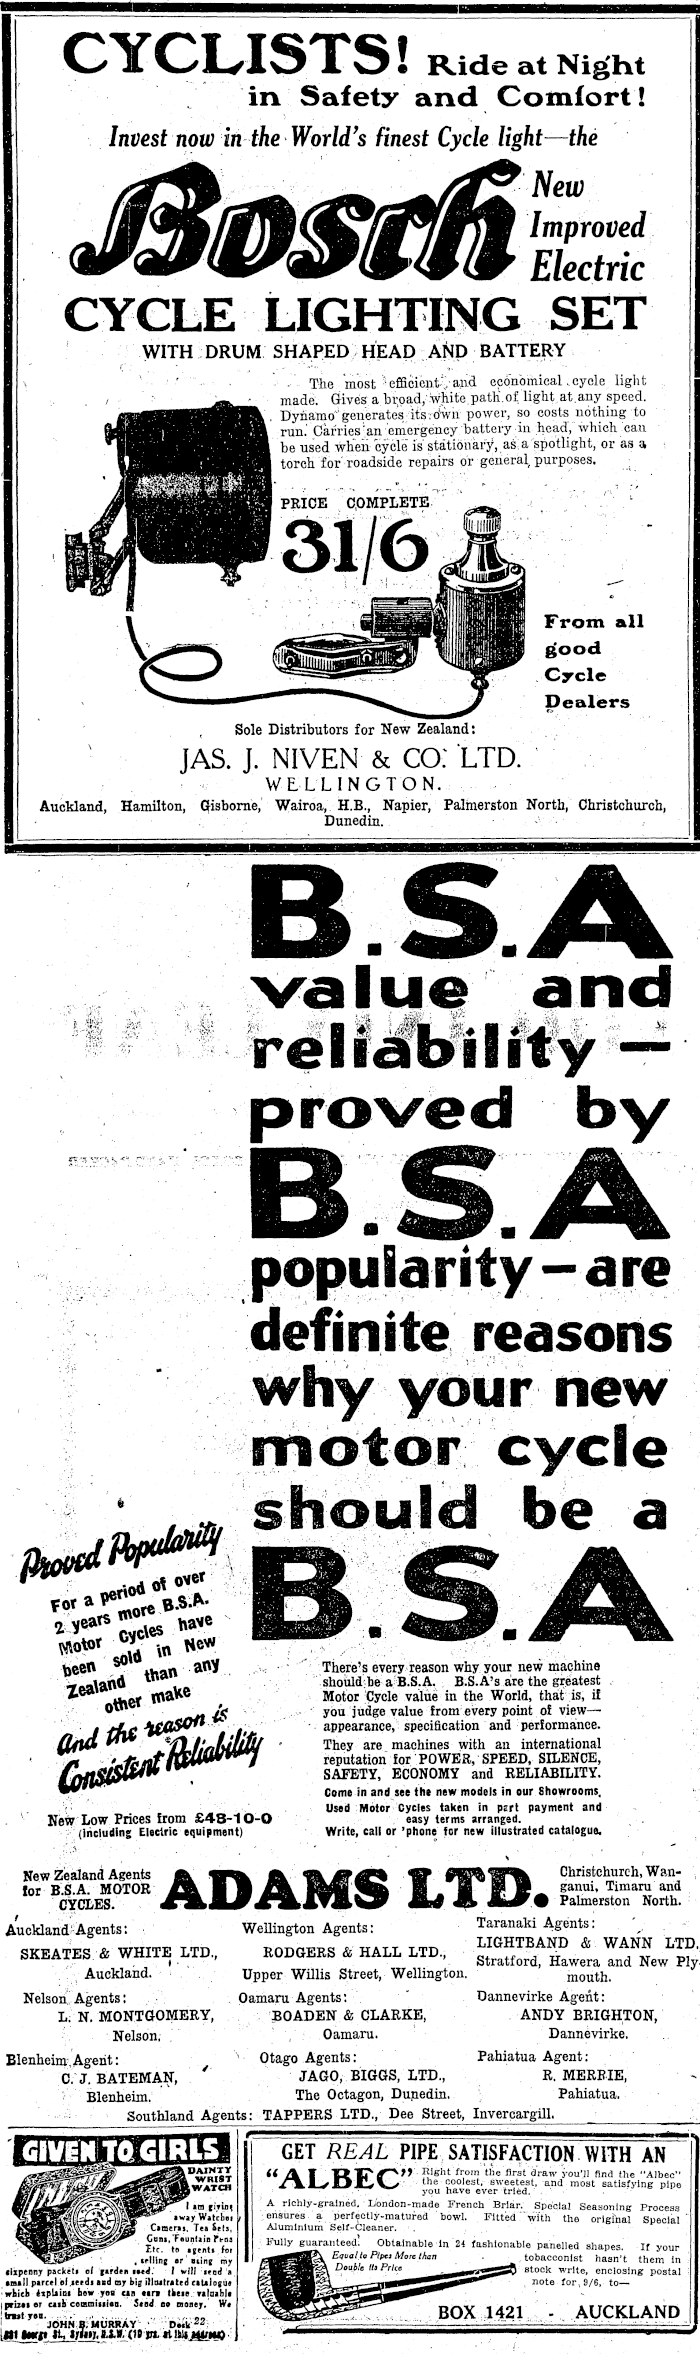 CYCLISTS! Ride at Night
in Safety and Comfort!
Invest now in the World's finest Cycle light—the
Bosch
New
Improved
Electric
CYCLE LIGHTING SET
WITH DRUM SHAPED HEAD AND BATTERY
The most efficient and economical cycle light
made. Gives a broad, white path of light at any speed.
Dynamo generates its own power, so costs nothing to
run. Carries an emergency battery in head, which can
be used when cycle is stationary, as a spotlight, or as a
torch for roadside repairs or general purposes.
PRICE COMPLETE
31/6
From all
good
Cycle
Dealers
Sole Distributors for New Zealand:
JAS. J. NIVEN & CO. LTD.
WELLINGTON.
Auckland, Hamilton, Gisborne, Wairoa, H.B., Napier, Palmerston North, Christchurch,
Dunedin.
B.S.A
value and
reliability —
proved by
B.S.A
popularity — are
definite reasons
why your new
motor cycle
should be a
B.S.A
Proved Popularity
For a period of over
2 years more B.S.A.
Motor Cycles have
been sold in New
Zealand than any
other make
And the reason is
Consistent Reliability
New Low Prices from £48-10-0
(including Electric equipment)
There's every reason why your new machine
should be a B.S.A. B.S.A's are the greatest
Motor Cycle value in the World, that is, if
you judge value from every point of view—
appearance, specification and performance.
They are machines with an international
reputation for POWER, SPEED, SILENCE,
SAFETY, ECONOMY and RELIABILITY.
Come in and see the new models in our Showrooms.
Used Motor Cycles taken in part payment and
easy terms arranged.
Write, call or 'phone for new illustrated catalogue.
New Zealand Agents
for B.S.A. MOTOR
CYCLES.
ADAMS LTD.
Christchurch, Wan-
ganui, Timaru and
Palmerston North.
Auckland Agents:
SKEATES & WHITE LTD.,
Auckland.
Wellington Agents:
RODGERS & HALL LTD.,
Upper Willis Street, Wellington.
Taranaki Agents:
LIGHTBAND & WANN LTD.
Stratford, Hawera and New Ply-
mouth.
Nelson Agents:
L. N. MONTGOMERY,
Nelson.
Oamaru Agents:
BOADEN & CLARKE,
Oamaru.
Dannevirke Agent:
ANDY BRIGHTON,
Dannevirke.
Blenheim Agent:
C. J. BATEMAN,
Blenheim.
Otago Agents:
JAGO, BIGGS, LTD.,
The Octagon, Dunedin.
Pahiatua Agent:
R. MERRIE,
Pahiatua.
Southland Agents: TAPPERS LTD., Dee Street, Invercargill.
GIVEN TO GIRLS
DAINTY
WRIST
WATCH
I am giving
away Watches
Cameras, Tea Sets,
Guns, Fountain Pens
Etc. to agents for
selling or using my
sixpenny packets of garden seed. I will send a
small parcel of seeds and my big illustrated catalogue
which explains how you can earn these valuable
prizes or cash commission. Send no money. We
trust you.
JOHN B. MURRAY Desk 22
George St., Sydney, N.S.W. (19 yrs. at this address)
GET REAL PIPE SATISFACTION WITH AN
"ALBEC"
Right from the first draw you'll find the "Albec"
the coolest, sweetest, and most satisfying pipe
you have ever tried.
A richly-grained, London-made French Briar. Special Seasoning Process
ensures a perfectly-matured bowl. Fitted with the original Special
Aluminium Self-Cleaner.
Fully guaranteed. Obtainable in 24 fashionable panelled shapes. If your
tobacconist hasn't them in
stock write, enclosing postal
note for 9/6, to—
Equal to Pipes More than
Double Its Price
BOX 1421 - AUCKLAND